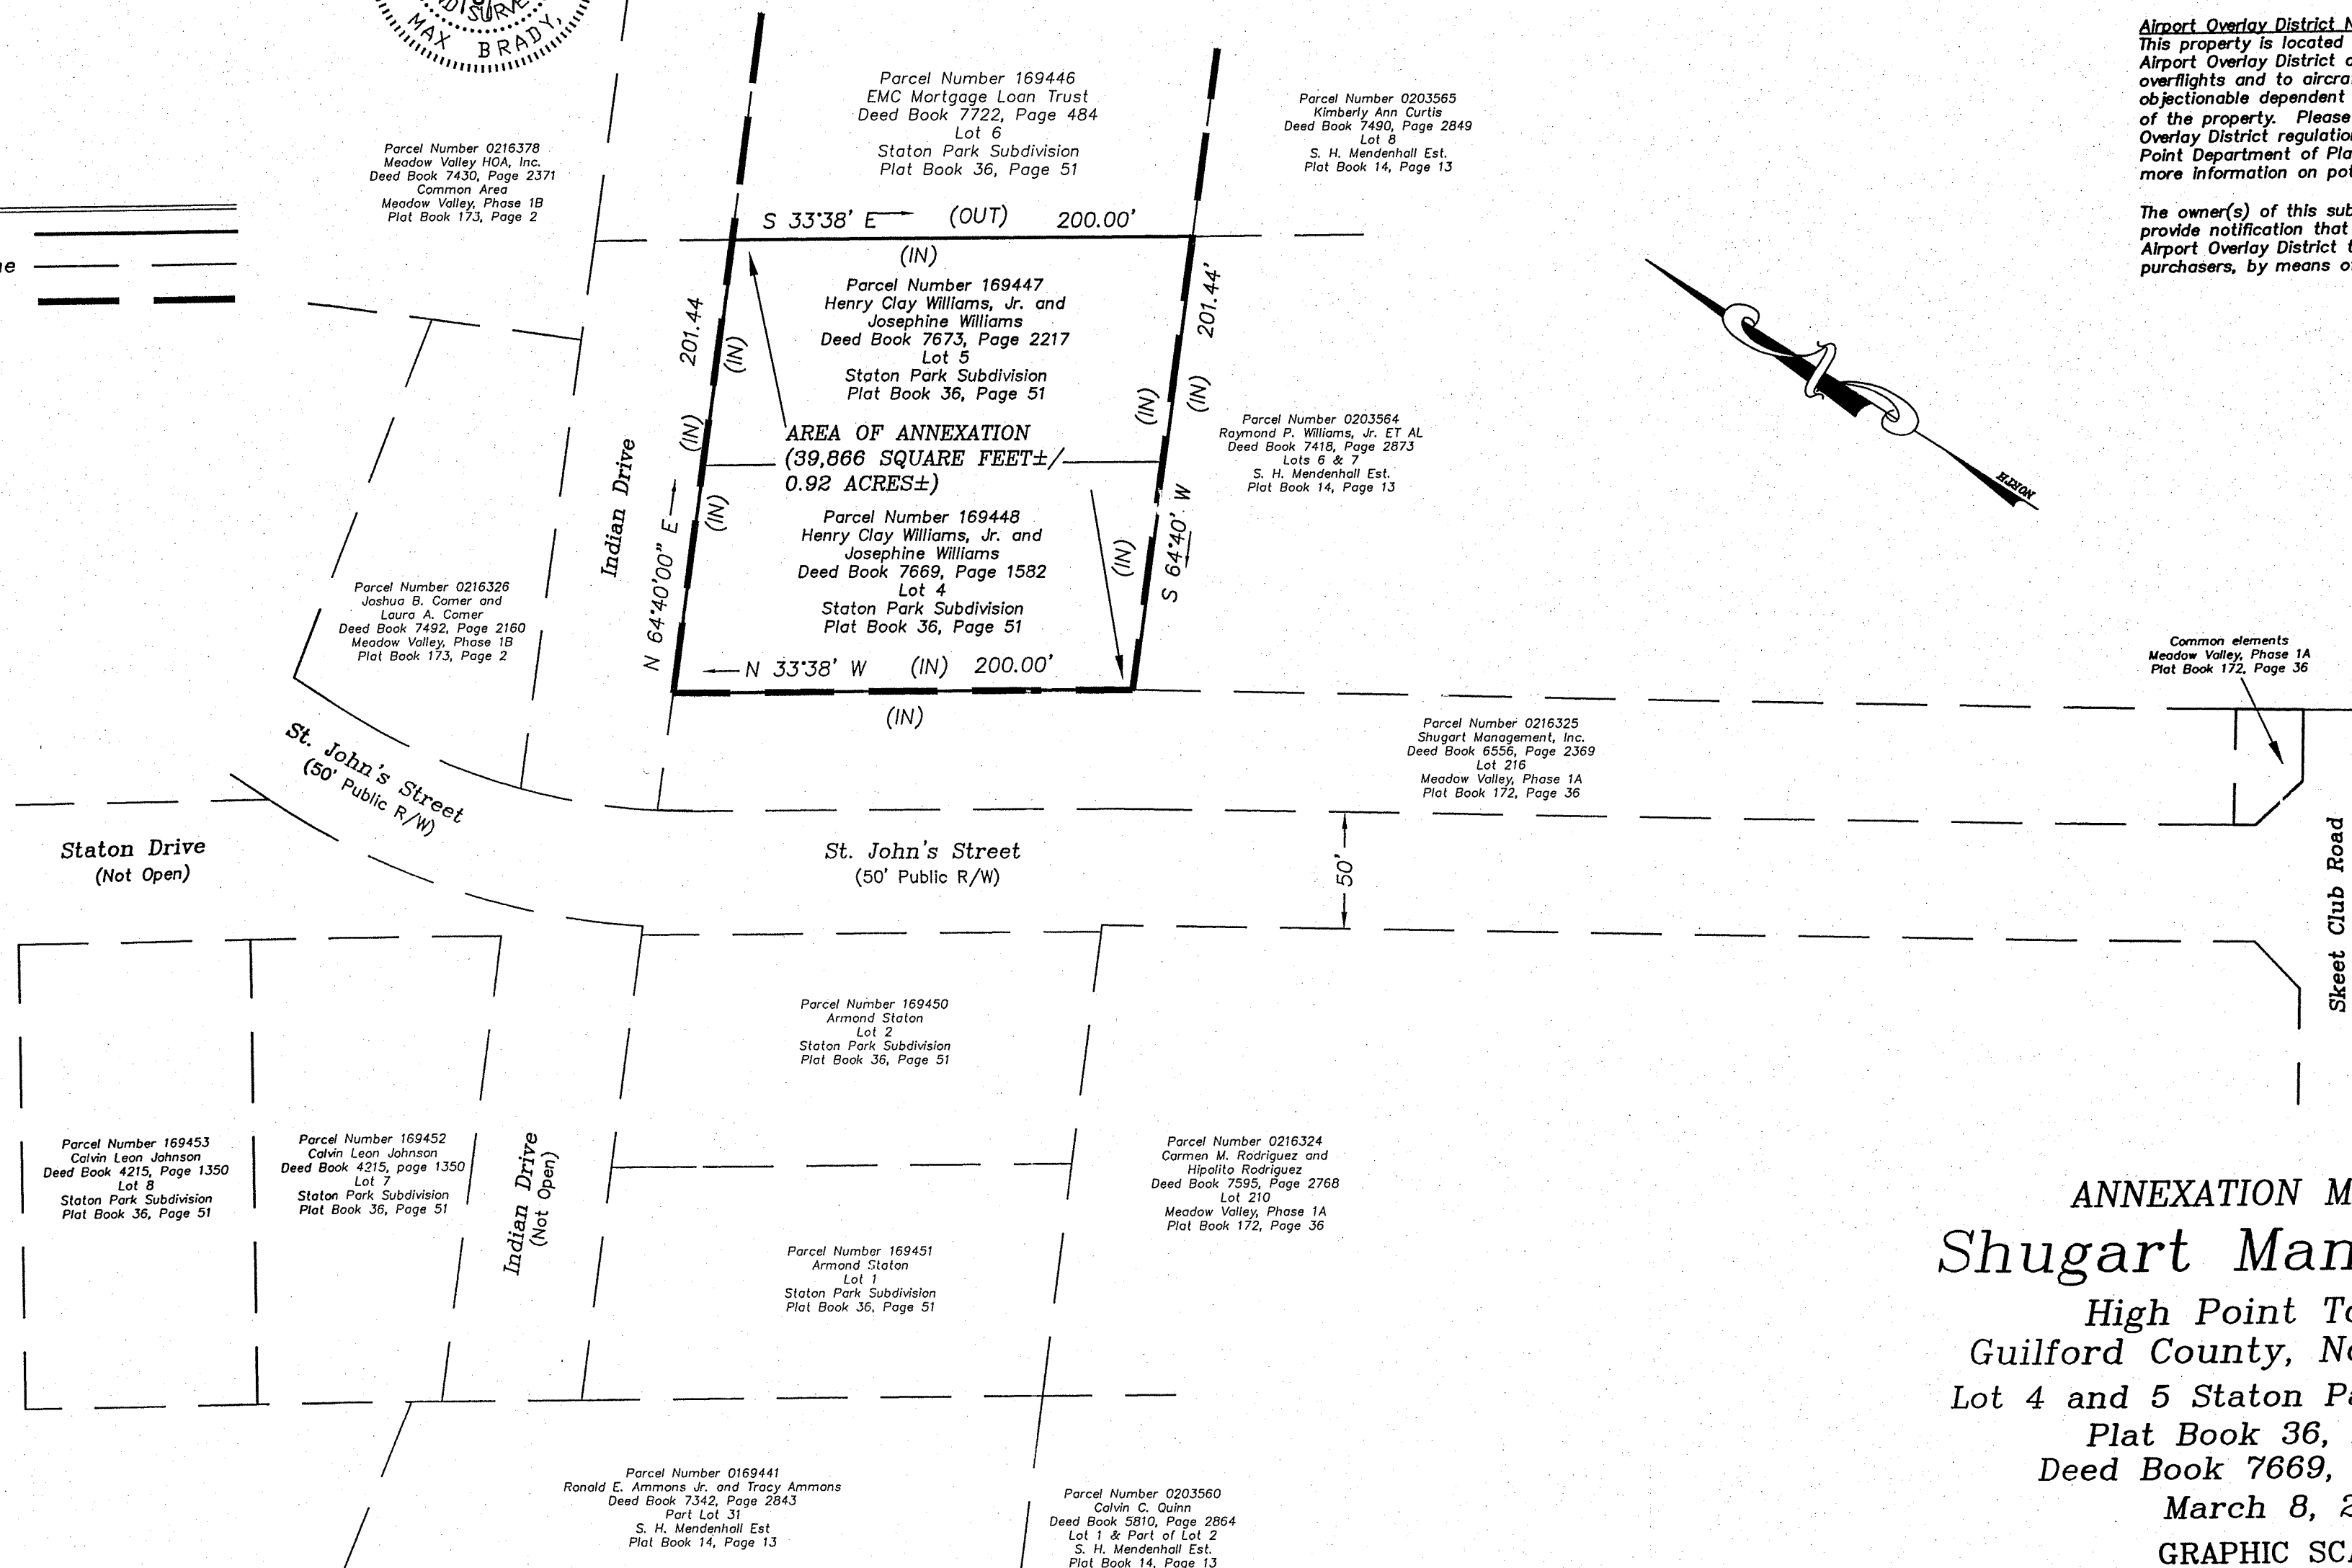 MAX BRADY,
Airport Overlay District
This property is located
Airport Overlay District
overflights and to
objectionable dependent
of the property. Please
Overlay District
Point Department of
more information on
The owner(s) of this
provide notification that
Airport Overlay District
purchasers, by means
Parcel Number 169446
EMC Mortgage Loan Trust
Deed Book 7722, Page 484
Lot 6
Staton Park Subdivision
Plat Book 36, Page 51
Parcel Number 0203565
Kimberly Ann Curtis
Deed Book 7490, Page 2849
Lot 8
S. H. Mendenhall Est.
Plat Book 14, Page 13
Parcel Number 0216378
Meadow Valley HOA, Inc.
Deed Book 7430, Page 2371
Common Area
Meadow Valley, Phase 1B
Plat Book 173, Page 2
S 33°38' E (OUT) 200.00'
(IN)
Parcel Number 169447
Henry Clay Williams, Jr. and
Josephine Williams
Deed Book 7673, Page 2217
Lot 5
Staton Park Subdivision
Plat Book 36, Page 51
201.44
(IN)
(IN)
(IN)
N 64°40'00" E
Indian Drive
201.44'
(IN)
(IN)
(IN)
S 64°40' W
AREA OF ANNEXATION
(39,866 SQUARE FEET±/
0.92 ACRES±)
Parcel Number 169448
Henry Clay Williams, Jr. and
Josephine Williams
Deed Book 7669, Page 1582
Lot 4
Staton Park Subdivision
Plat Book 36, Page 51
N 33°38' W (IN) 200.00'
(IN)
Parcel Number 0203564
Raymond P. Williams, Jr. ET AL
Deed Book 7418, Page 2873
Lots 6 & 7
S. H. Mendenhall Est.
Plat Book 14, Page 13
NORTH
Parcel Number 0216326
Joshua B. Comer and
Laura A. Comer
Deed Book 7492, Page 2160
Meadow Valley, Phase 1B
Plat Book 173, Page 2
Common elements
Meadow Valley, Phase 1A
Plat Book 172, Page 36
Parcel Number 0216325
Shugart Management, Inc.
Deed Book 6556, Page 2369
Lot 216
Meadow Valley, Phase 1A
Plat Book 172, Page 36
St. John's Street
(50' Public R/W)
Staton Drive
(Not Open)
St. John's Street
(50' Public R/W)
50'
Skeet Club Road
Parcel Number 169450
Armond Staton
Lot 2
Staton Park Subdivision
Plat Book 36, Page 51
Parcel Number 169453
Calvin Leon Johnson
Deed Book 4215, Page 1350
Lot 8
Staton Park Subdivision
Plat Book 36, Page 51
Parcel Number 169452
Calvin Leon Johnson
Deed Book 4215, page 1350
Lot 7
Staton Park Subdivision
Plat Book 36, Page 51
Indian Drive
(Not Open)
Parcel Number 0216324
Carmen M. Rodriguez and
Hipolito Rodriguez
Deed Book 7595, Page 2768
Lot 210
Meadow Valley, Phase 1A
Plat Book 172, Page 36
Parcel Number 169451
Armond Staton
Lot 1
Staton Park Subdivision
Plat Book 36, Page 51
Parcel Number 0169441
Ronald E. Ammons Jr. and Tracy Ammons
Deed Book 7342, Page 2843
Part Lot 31
S. H. Mendenhall Est
Plat Book 14, Page 13
Parcel Number 0203560
Calvin C. Quinn
Deed Book 5810, Page 2864
Lot 1 & Part of Lot 2
S. H. Mendenhall Est.
Plat Book 14, Page 13
ANNEXATION
Shugart
High Point
Guilford County,
Lot 4 and 5 Staton
Plat Book 36,
Deed Book 7669,
March 8,
GRAPHIC